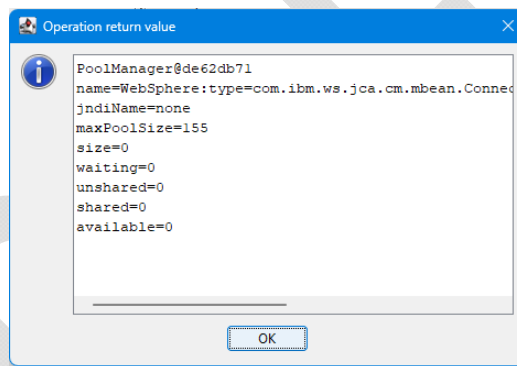 Operation return value
PoolManager@de62db71
name=WebSphere:type=com.ibm.ws.jca.cm.mbean.Connec
jndiName=none
maxPoolSize=155
size=0
waiting=0
unshared=0
shared=0
available=0
OK